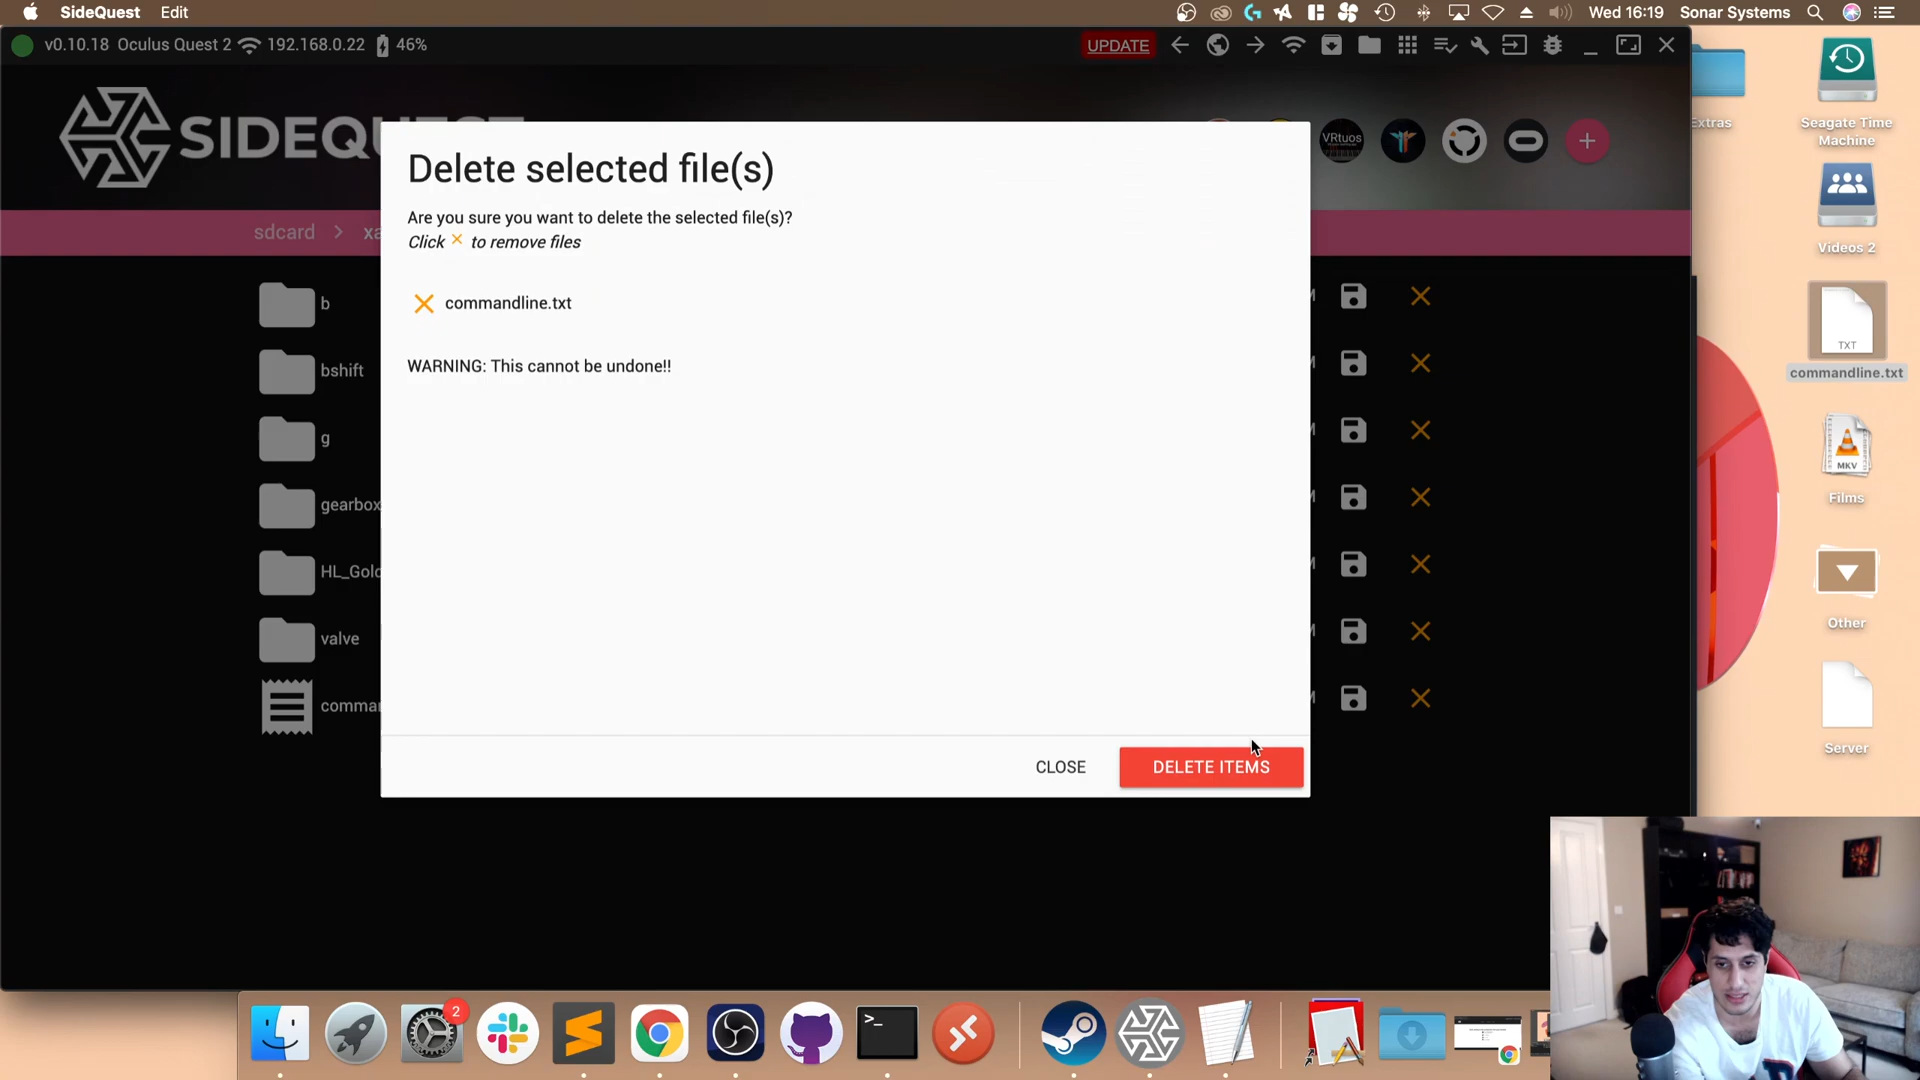 SideQuest Edit Wed 16:19 Sonar Systems
v0.10.18 Oculus Quest 2 192.168.0.22 46% UPDATE
SIDEQU
VRtuos
Delete selected file(s)
Are you sure you want to delete the selected file(s)?
Click × to remove files
sdcard > xa
commandline.txt
WARNING: This cannot be undone!!
b
bshift
g
gearbox
HL_Gold
valve
comman
CLOSE DELETE ITEMS
Extras
Seagate Time
Machine
Videos 2
TXT
commandline.txt
MKV
Films
Other
Server
2
>_